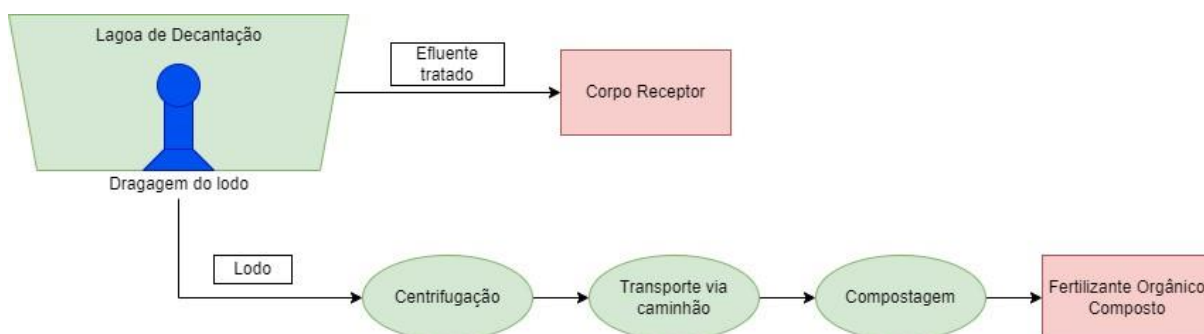 Lagoa de Decantação
Efluente
tratado
Corpo Receptor
Dragagem do lodo
Lodo
Centrifugação
Transporte via
caminhão
Compostagem
Fertilizante Orgânico
Composto